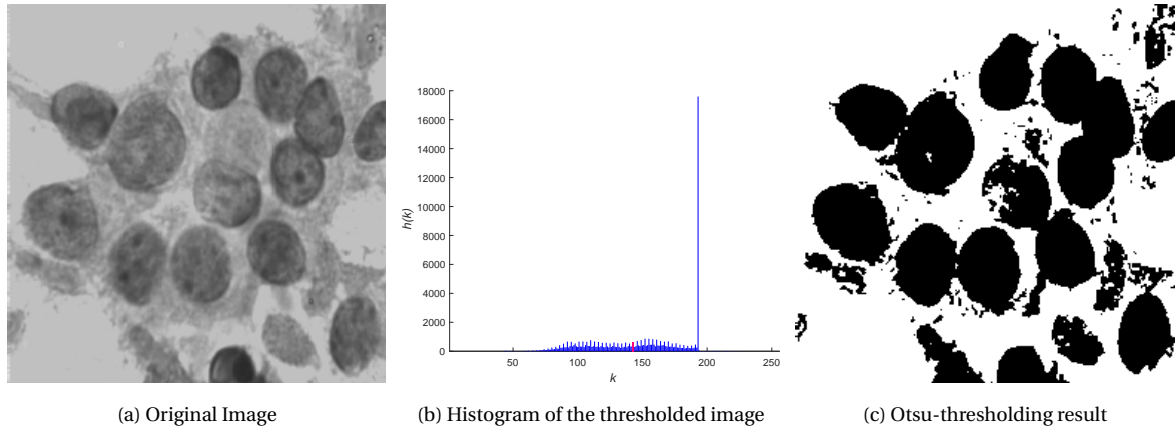 18000
16000
14000
12000
10000
8000
6000
4000
2000
0
h(k)
50 100 150 200 250
k
(a) Original Image (b) Histogram of the thresholded image (c) Otsu-thresholding result